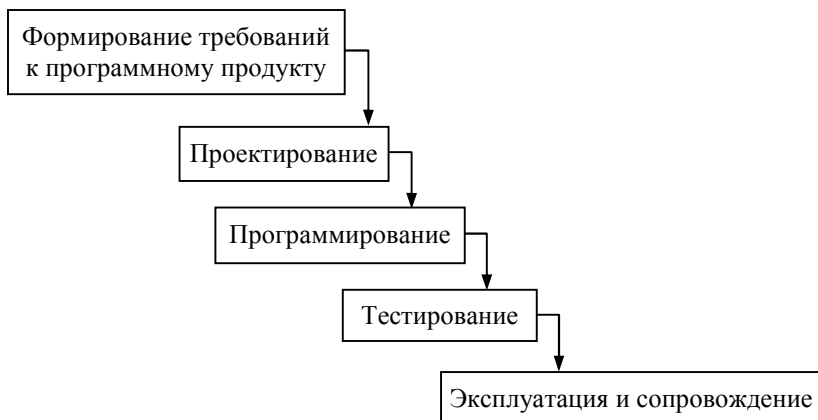 Формирование требований
к программному продукту
Проектирование
Программирование
Тестирование
Эксплуатация и сопровождение